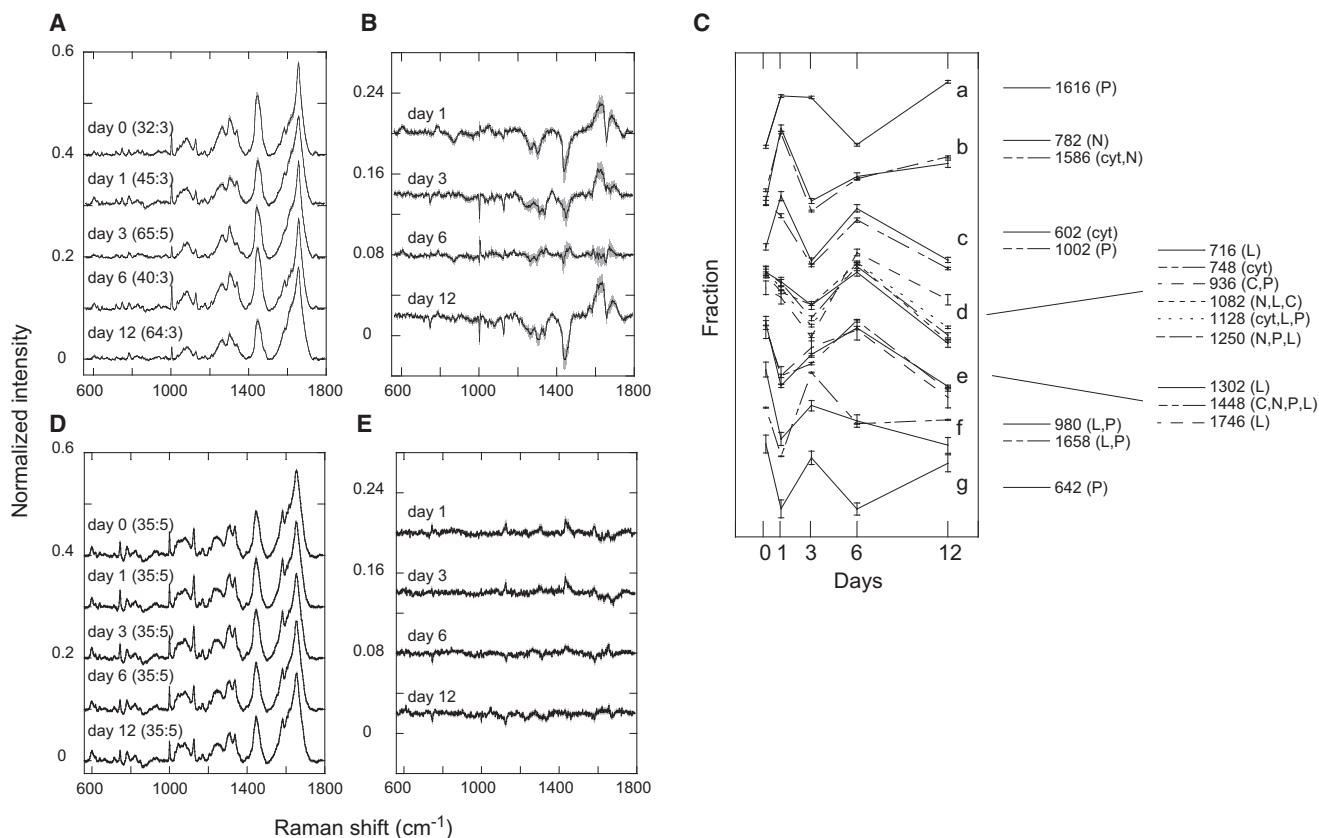 A
0.6
0.4
0.2
0
day 0 (32:3)
day 1 (45:3)
day 3 (65:5)
day 6 (40:3)
day 12 (64:3)
600
1000
1400
1800
B
0.24
0.16
0.08
0
day 1
day 3
day 6
day 12
600
1000
1400
1800
C
Fraction
a
b
c
d
e
f
g
0
1
3
6
12
Days
1616 (P)
782 (N)
1586 (cyt,N)
602 (cyt)
1002 (P)
716 (L)
748 (cyt)
936 (C,P)
1082 (N,L,C)
1128 (cyt,L,P)
1250 (N,P,L)
1302 (L)
1448 (C,N,P,L)
1746 (L)
980 (L,P)
1658 (L,P)
642 (P)
Normalized intensity
D
0.6
0.4
0.2
0
day 0 (35:5)
day 1 (35:5)
day 3 (35:5)
day 6 (35:5)
day 12 (35:5)
600
1000
1400
1800
E
0.24
0.16
0.08
0
day 1
day 3
day 6
day 12
600
1000
1400
1800
Raman shift (cm-1)